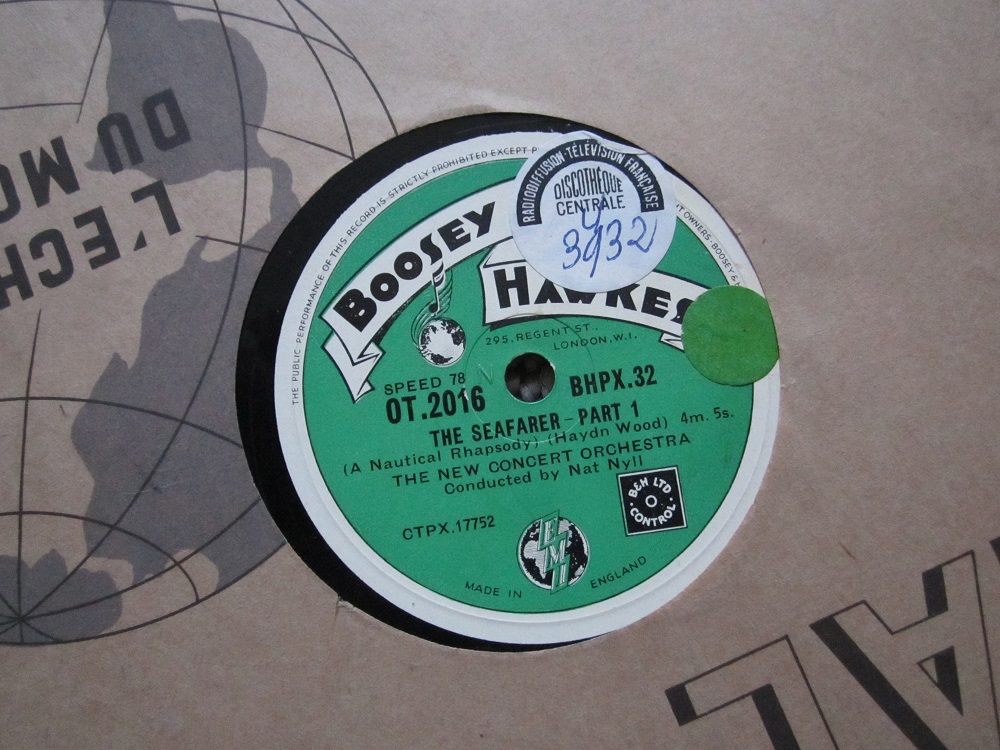 L'ECH
DU MO
AL
THE PUBLIC PERFORMANCE OF THIS RECORD IS STRICTLY PROHIBITED EXCEPT P
OWNERS: BOOSEY &
BOOSEY
HAWKES
RADIODIFFUSION-TÉLÉVISION FRANÇAISE
DISCOTHÈQUE
CENTRALE
295, REGENT ST.,
LONDON, W.1.
SPEED 78
OT.2016
BHPX.32
THE SEAFARER - PART 1
(A Nautical Rhapsody) (Haydn Wood) 4m. 5s.
THE NEW CONCERT ORCHESTRA
Conducted by Nat Nyll
CTPX.17752
B&H LTD
CONTROL
EMI
MADE IN ENGLAND